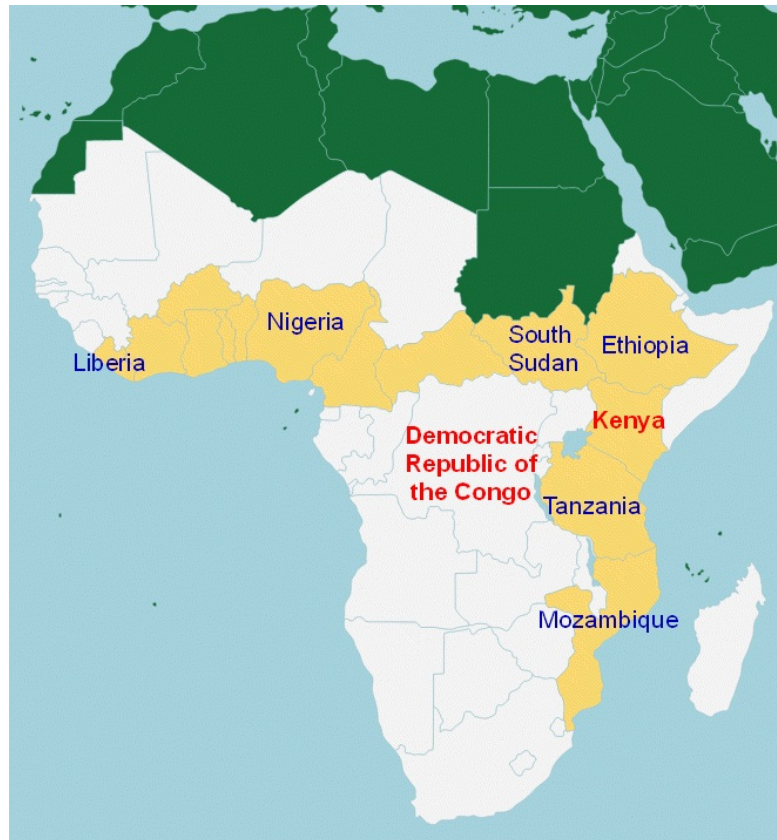 Nigeria
Liberia
South
Sudan
Ethiopia
Kenya
Democratic
Republic of
the Congo
Tanzania
Mozambique